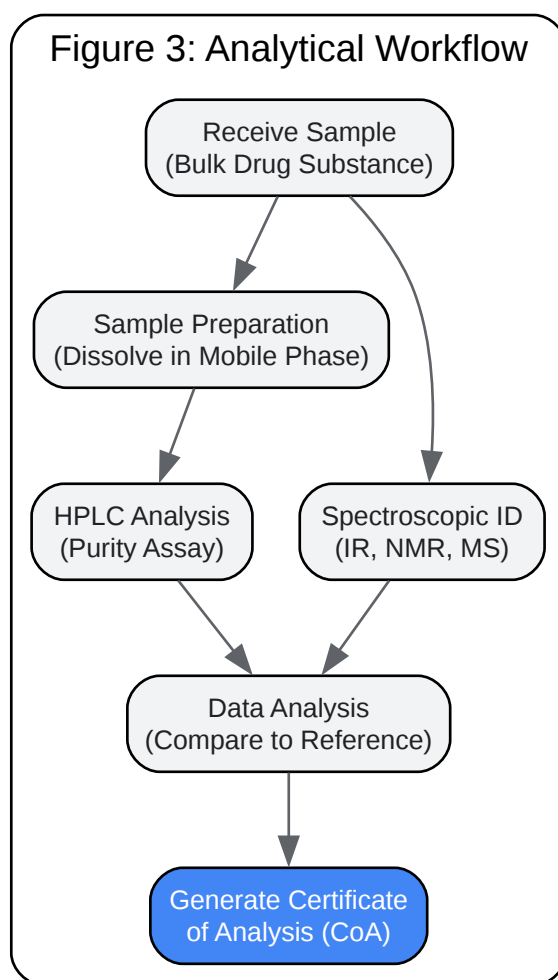 Figure 3: Analytical Workflow
Receive Sample
(Bulk Drug Substance)
Sample Preparation
(Dissolve in Mobile Phase)
HPLC Analysis
(Purity Assay)
Spectroscopic ID
(IR, NMR, MS)
Data Analysis
(Compare to Reference)
Generate Certificate
of Analysis (CoA)